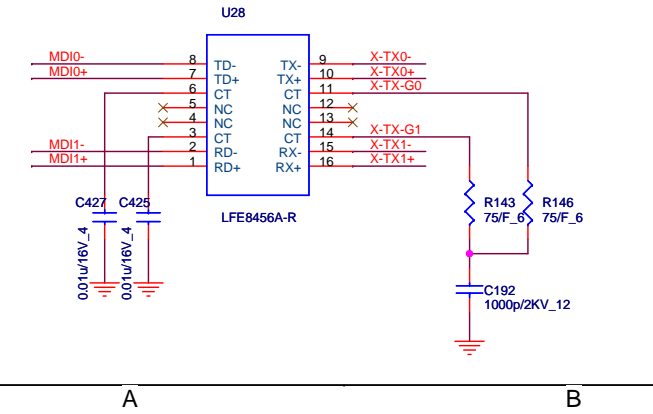 U28
MDI0- 8 TD- TX- 9 X-TX0-
MDI0+ 7 TD+ TX+ 10 X-TX0+
6 CT CT 11 X-TX-G0
5 NC NC 12
4 NC NC 13
3 CT CT 14 X-TX-G1
MDI1- 2 RD- RX- 15 X-TX1-
MDI1+ 1 RD+ RX+ 16 X-TX1+
LFE8456A-R
C427
0.01u/16V_4
C425
0.01u/16V_4
R143
75/F_6
R146
75/F_6
C192
1000p/2KV_12
A B